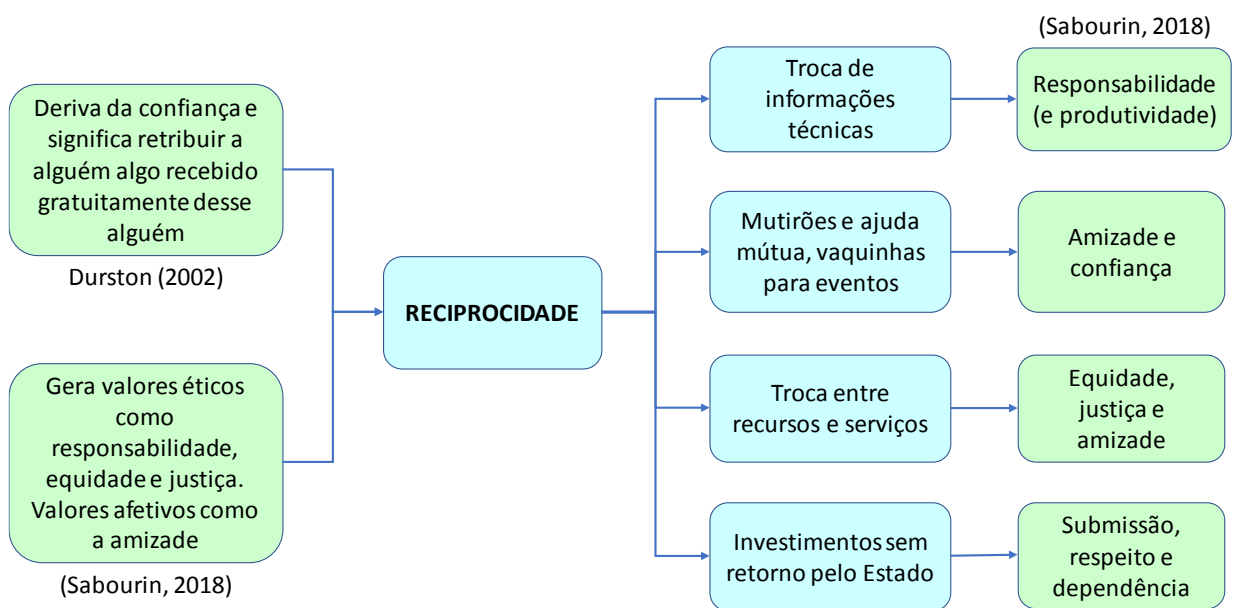 Deriva da confiança e
significa retribuir a
alguém algo recebido
gratuitamente desse
alguém
Durston (2002)
Gera valores éticos
como
responsabilidade,
equidade e justiça.
Valores afetivos como
a amizade
(Sabourin, 2018)
RECIPROCIDADE
Troca de
informações
técnicas
(Sabourin, 2018)
Responsabilidade
(e produtividade)
Mutirões e ajuda
mútua, vaquinhas
para eventos
Amizade e
confiança
Troca entre
recursos e serviços
Equidade,
justiça e
amizade
Investimentos sem
retorno pelo Estado
Submissão,
respeito e
dependência